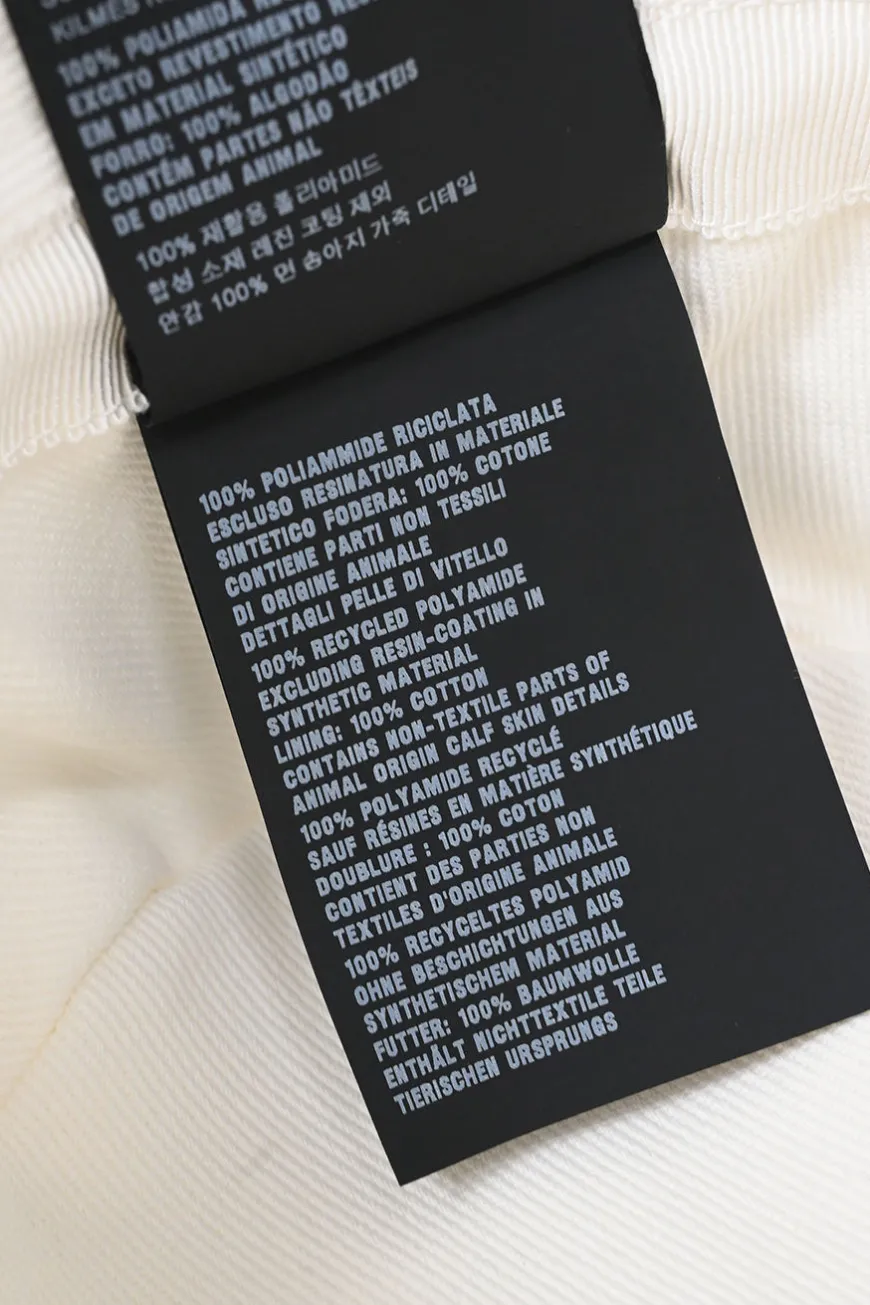 KILMĖS
100% POLIAMIDA
EXCETO REVESTIMENTO
EM MATERIAL SINTÉTICO
FORRO: 100% ALGODÃO
CONTÉM PARTES NÃO TÊXTEIS
DE ORIGEM ANIMAL
100% 재활용 폴리아미드
합성 소재 레진 코팅 제외
안감 100% 면 송아지 가죽 디테일
100% POLIAMMIDE RICICLATA
ESCLUSO RESINATURA IN MATERIALE
SINTETICO FODERA: 100% COTONE
CONTIENE PARTI NON TESSILI
DI ORIGINE ANIMALE
DETTAGLI PELLE DI VITELLO
100% RECYCLED POLYAMIDE
EXCLUDING RESIN-COATING IN
SYNTHETIC MATERIAL
LINING: 100% COTTON
CONTAINS NON-TEXTILE PARTS OF
ANIMAL ORIGIN CALF SKIN DETAILS
100% POLYAMIDE RECYCLÉ
SAUF RÉSINES EN MATIÈRE SYNTHÉTIQUE
DOUBLURE : 100% COTON
CONTIENT DES PARTIES NON
TEXTILES D'ORIGINE ANIMALE
100% RECYCELTES POLYAMID
OHNE BESCHICHTUNGEN AUS
SYNTHETISCHEM MATERIAL
FUTTER: 100% BAUMWOLLE
ENTHÄLT NICHTTEXTILE TEILE
TIERISCHEN URSPRUNGS